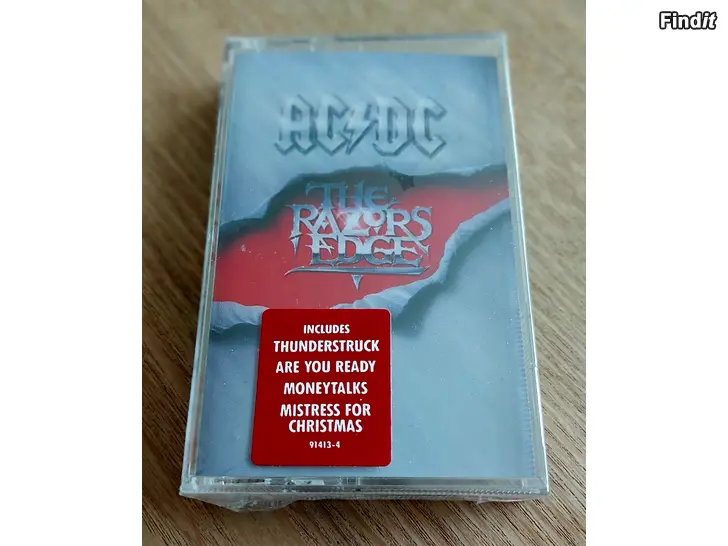 Findit
AC/DC
THE
RAZORS
EDGE
INCLUDES
THUNDERSTRUCK
ARE YOU READY
MONEYTALKS
MISTRESS FOR
CHRISTMAS
91413-4